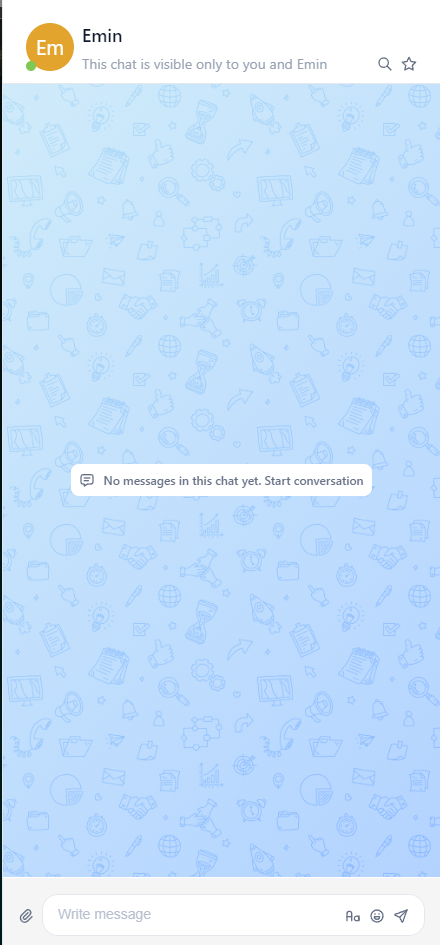 Em
Emin
This chat is visible only to you and Emin
No messages in this chat yet. Start conversation
Write message
Aa